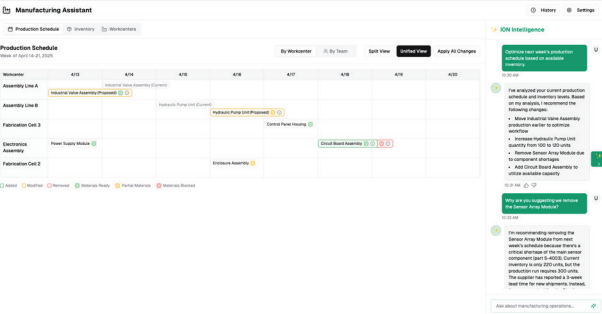 Manufacturing Assistant
History
Settings
Production Schedule
Inventory
Workcenters
Production Schedule
Week of April 14-21, 2025
By Workcenter
By Team
Split View
Unified View
Apply All Changes
Workcenter
4/13
4/14
4/15
4/16
4/17
4/18
4/19
4/20
Assembly Line A
Industrial Valve Assembly (Current)
Industrial Valve Assembly (Proposed)
Assembly Line B
Hydraulic Pump Unit (Current)
Hydraulic Pump Unit (Proposed)
Fabrication Cell 3
Control Panel Housing
Electronics
Assembly
Power Supply Module
Circuit Board Assembly
Fabrication Cell 2
Enclosure Assembly
Added
Modified
Removed
Materials Ready
Partial Materials
Materials Blocked
ION Intelligence
Optimize next week's production
schedule based on available
inventory.
10:30 AM
U
I've analyzed your current production
schedule and inventory levels. Based
on my analysis, I recommend the
following changes:
• Move Industrial Valve Assembly
production earlier to optimize
workflow
• Increase Hydraulic Pump Unit
quantity from 100 to 120 units
• Remove Sensor Array Module due
to component shortages
• Add Circuit Board Assembly to
utilize available capacity
10:31 AM
Why are you suggesting we remove
the Sensor Array Module?
10:33 AM
U
I'm recommending removing the
Sensor Array Module from next
week's schedule because there's a
critical shortage of the main sensor
component (part S-4003). Current
inventory is only 220 units, but the
production run requires 300 units.
The supplier has reported a 3-week
lead time for new shipments. Instead,
Ask about manufacturing operations...